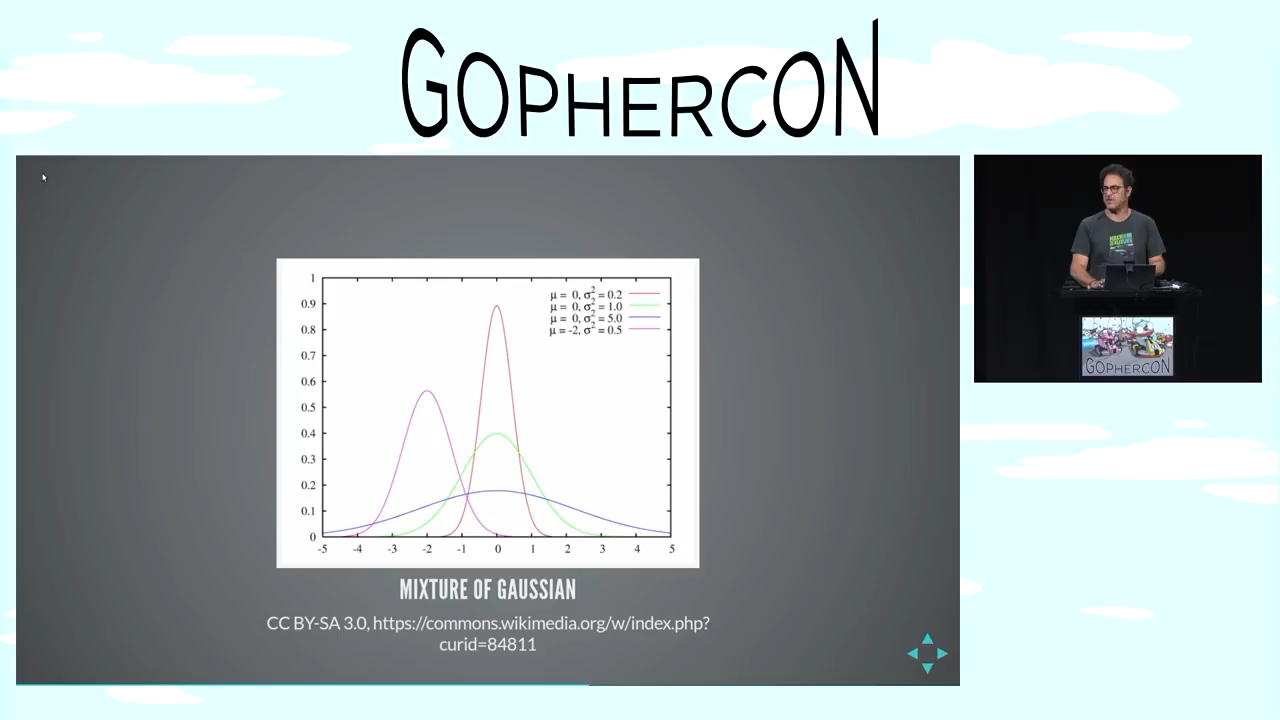 GOPHERCON
1
0.9
0.8
0.7
0.6
0.5
0.4
0.3
0.2
0.1
0
-5 -4 -3 -2 -1 0 1 2 3 4 5
μ = 0, σ² = 0.2
μ = 0, σ² = 1.0
μ = 0, σ² = 5.0
μ = -2, σ² = 0.5
MIXTURE OF GAUSSIAN
CC BY-SA 3.0, https://commons.wikimedia.org/w/index.php?
curid=84811
GOPHERCON